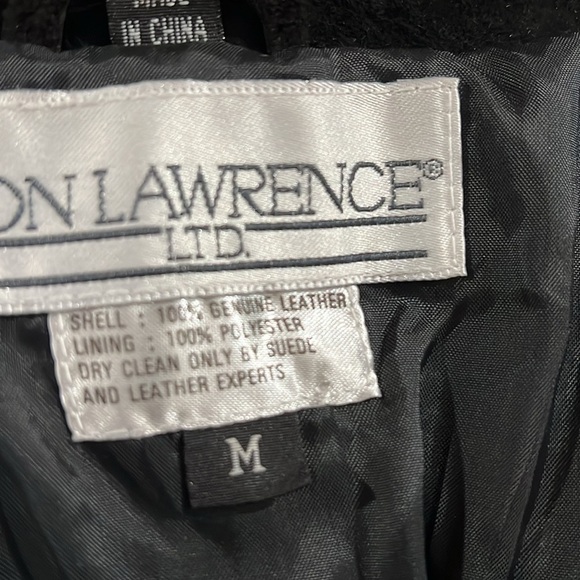 MADE
IN CHINA
ON LAWRENCE®
LTD.
SHELL : 100% GENUINE LEATHER
LINING : 100% POLYESTER
DRY CLEAN ONLY BY SUEDE
AND LEATHER EXPERTS
M